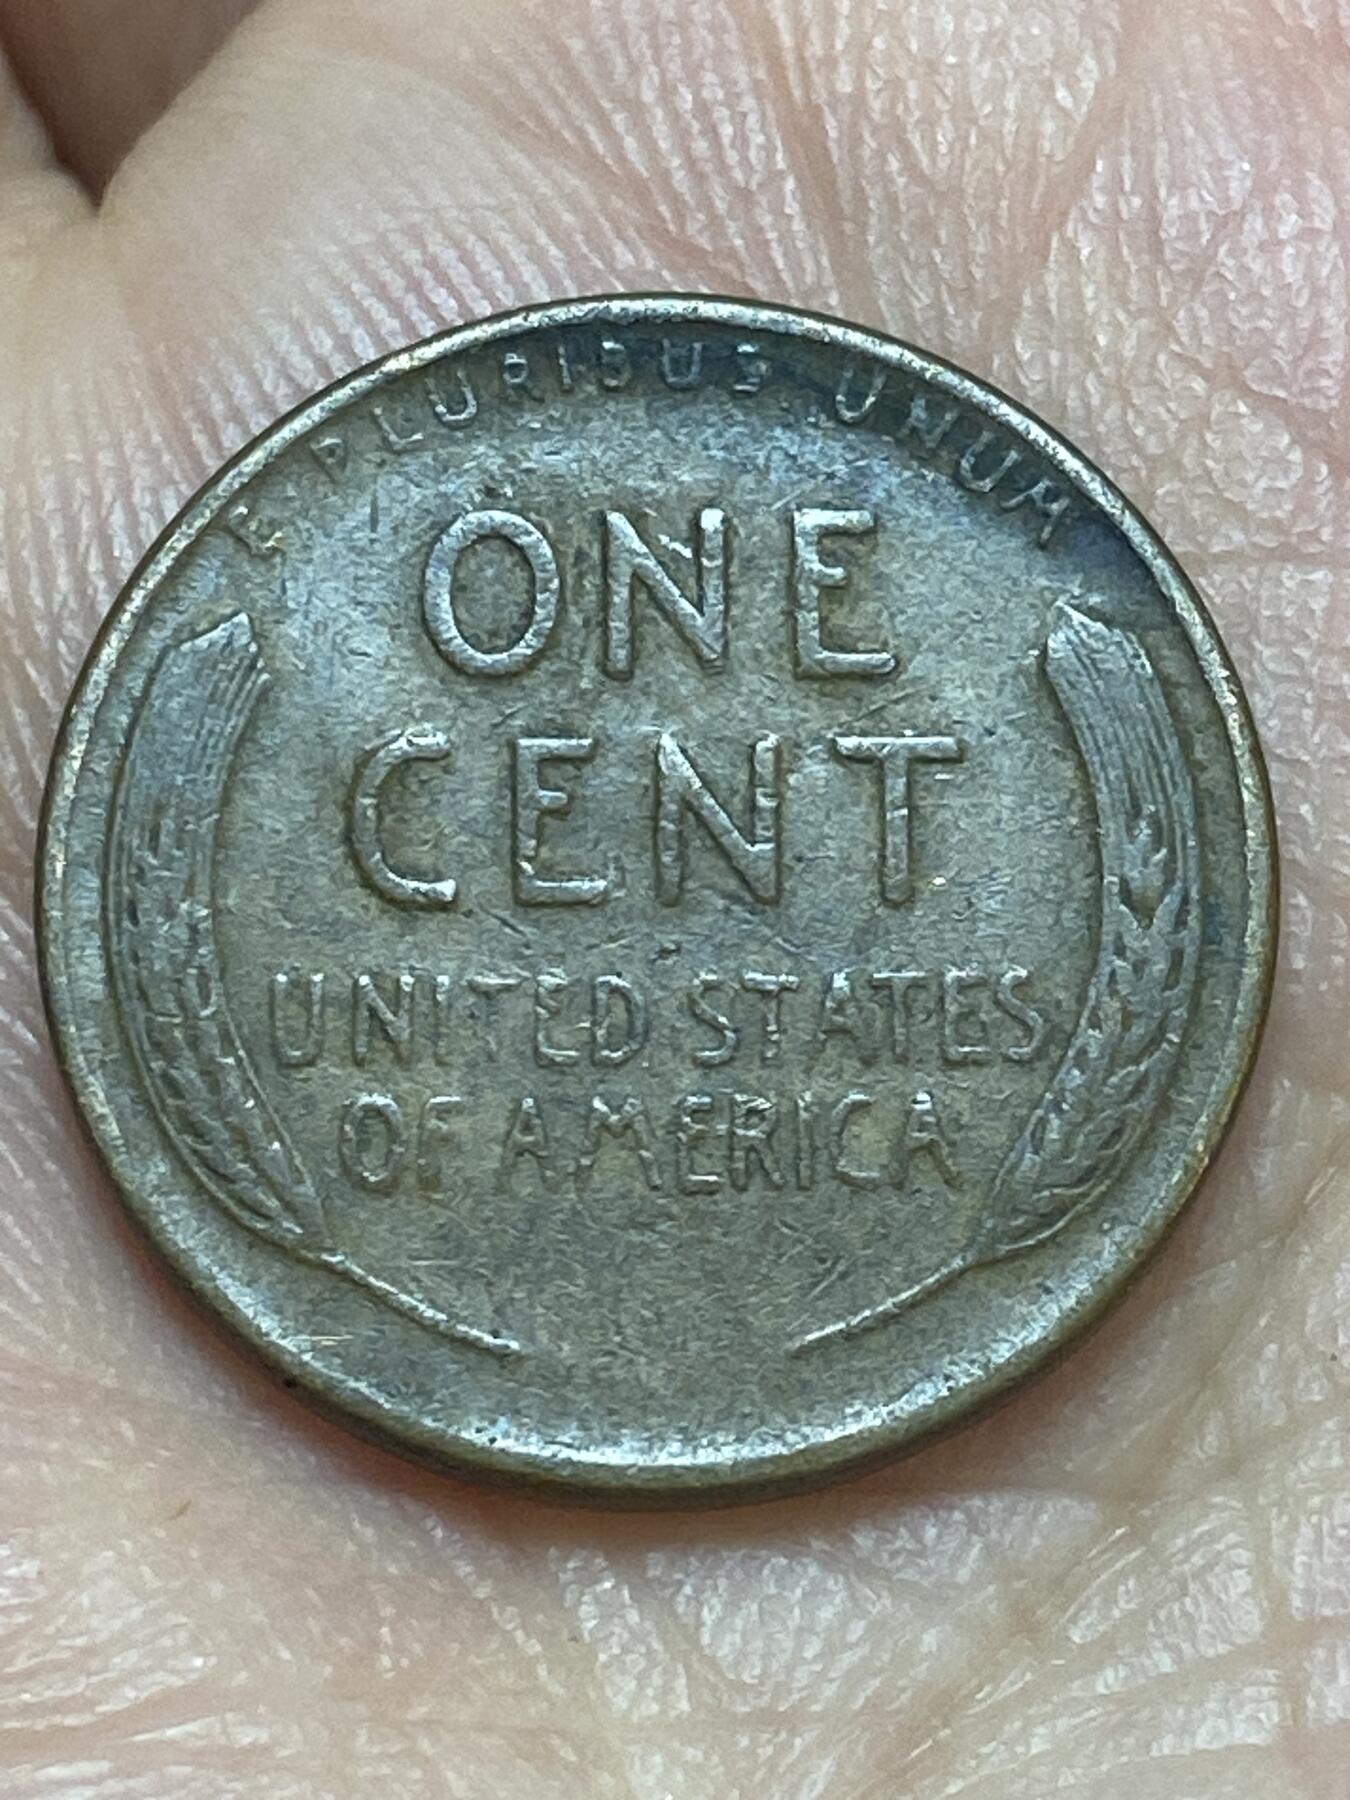 E PLURIBUS UNUM
ONE
CENT
UNITED STATES
OF AMERICA